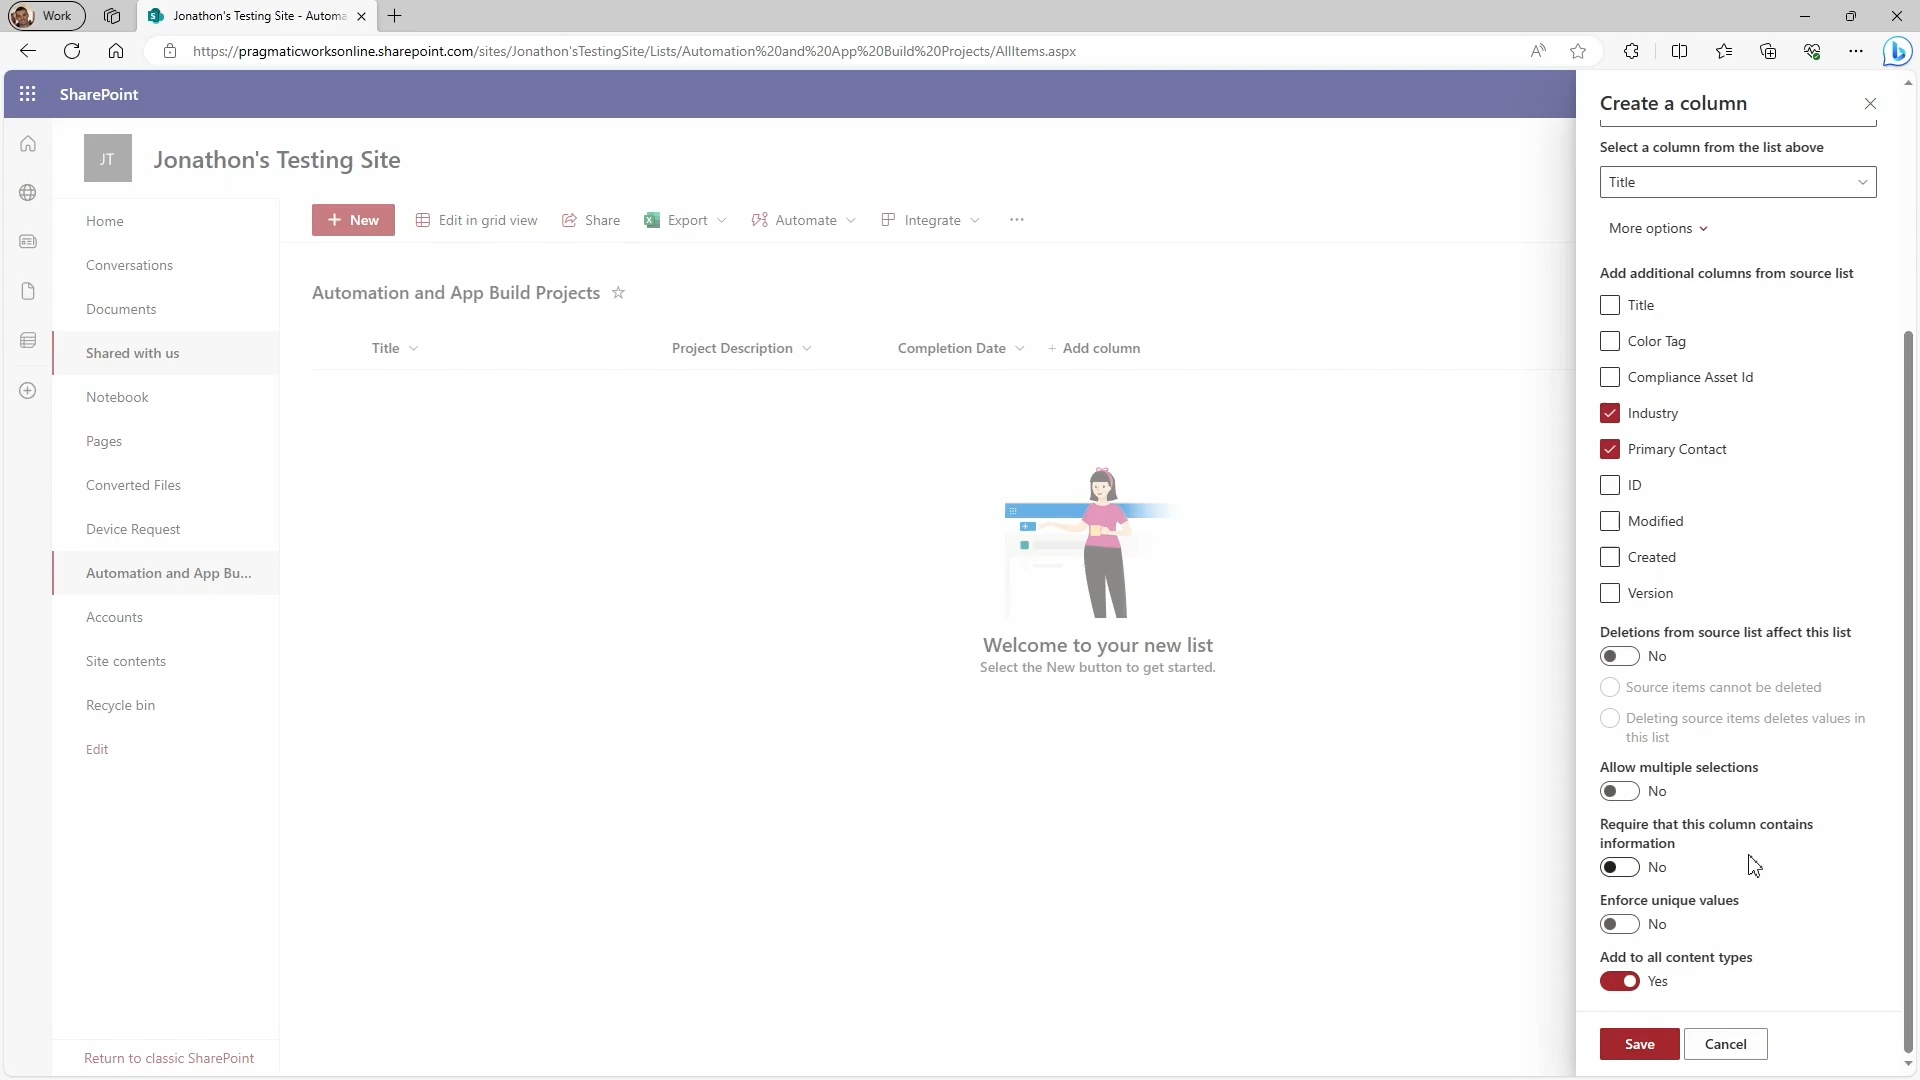 Work
Jonathon's Testing Site - Automa
https://pragmaticworksonline.sharepoint.com/sites/Jonathon'sTestingSite/Lists/Automation%20and%20App%20Build%20Projects/AllItems.aspx
SharePoint
JT
Jonathon's Testing Site
Home
Conversations
Documents
Shared with us
Notebook
Pages
Converted Files
Device Request
Automation and App Bu...
Accounts
Site contents
Recycle bin
Edit
Return to classic SharePoint
New
Edit in grid view
Share
Export
Automate
Integrate
Automation and App Build Projects
Title
Project Description
Completion Date
+ Add column
Welcome to your new list
Select the New button to get started.
Create a column
Select a column from the list above
Title
More options
Add additional columns from source list
Title
Color Tag
Compliance Asset Id
Industry
Primary Contact
ID
Modified
Created
Version
Deletions from source list affect this list
No
Source items cannot be deleted
Deleting source items deletes values in
this list
Allow multiple selections
No
Require that this column contains
information
No
Enforce unique values
No
Add to all content types
Yes
Save
Cancel